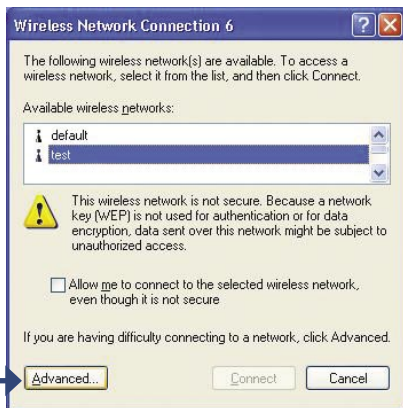 Wireless Network Connection 6
The following wireless network(s) are available. To access a
wireless network, select it from the list, and then click Connect.
Available wireless networks:
default
test
This wireless network is not secure. Because a network
key (WEP) is not used for authentication or for data
encryption, data sent over this network might be subject to
unauthorized access.
Allow me to connect to the selected wireless network,
even though it is not secure
If you are having difficulty connecting to a network, click Advanced.
Advanced... Connect Cancel